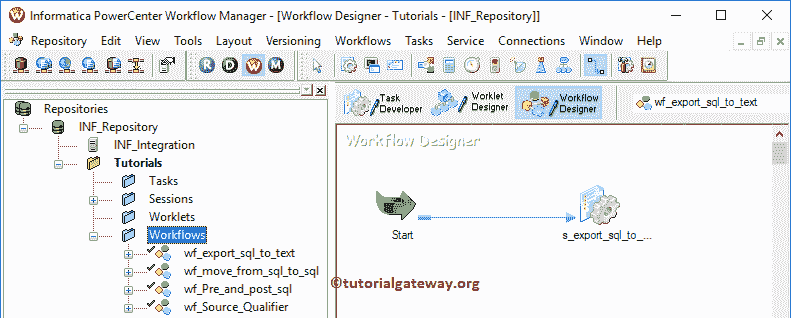 Informatica PowerCenter Workflow Manager - [Workflow Designer - Tutorials - [INF_Repository]]
Repository Edit View Tools Layout Versioning Workflows Tasks Service Connections Window Help
R D W M
Repositories
INF_Repository
INF_Integration
Tutorials
Tasks
Sessions
Worklets
Workflows
wf_export_sql_to_text
wf_move_from_sql_to_sql
wf_Pre_and_post_sql
wf_Source_Qualifier
Task Developer
Worklet Designer
Workflow Designer
wf_export_sql_to_text
Workflow Designer
Start
s_export_sql_to_...
©tutorialgateway.org